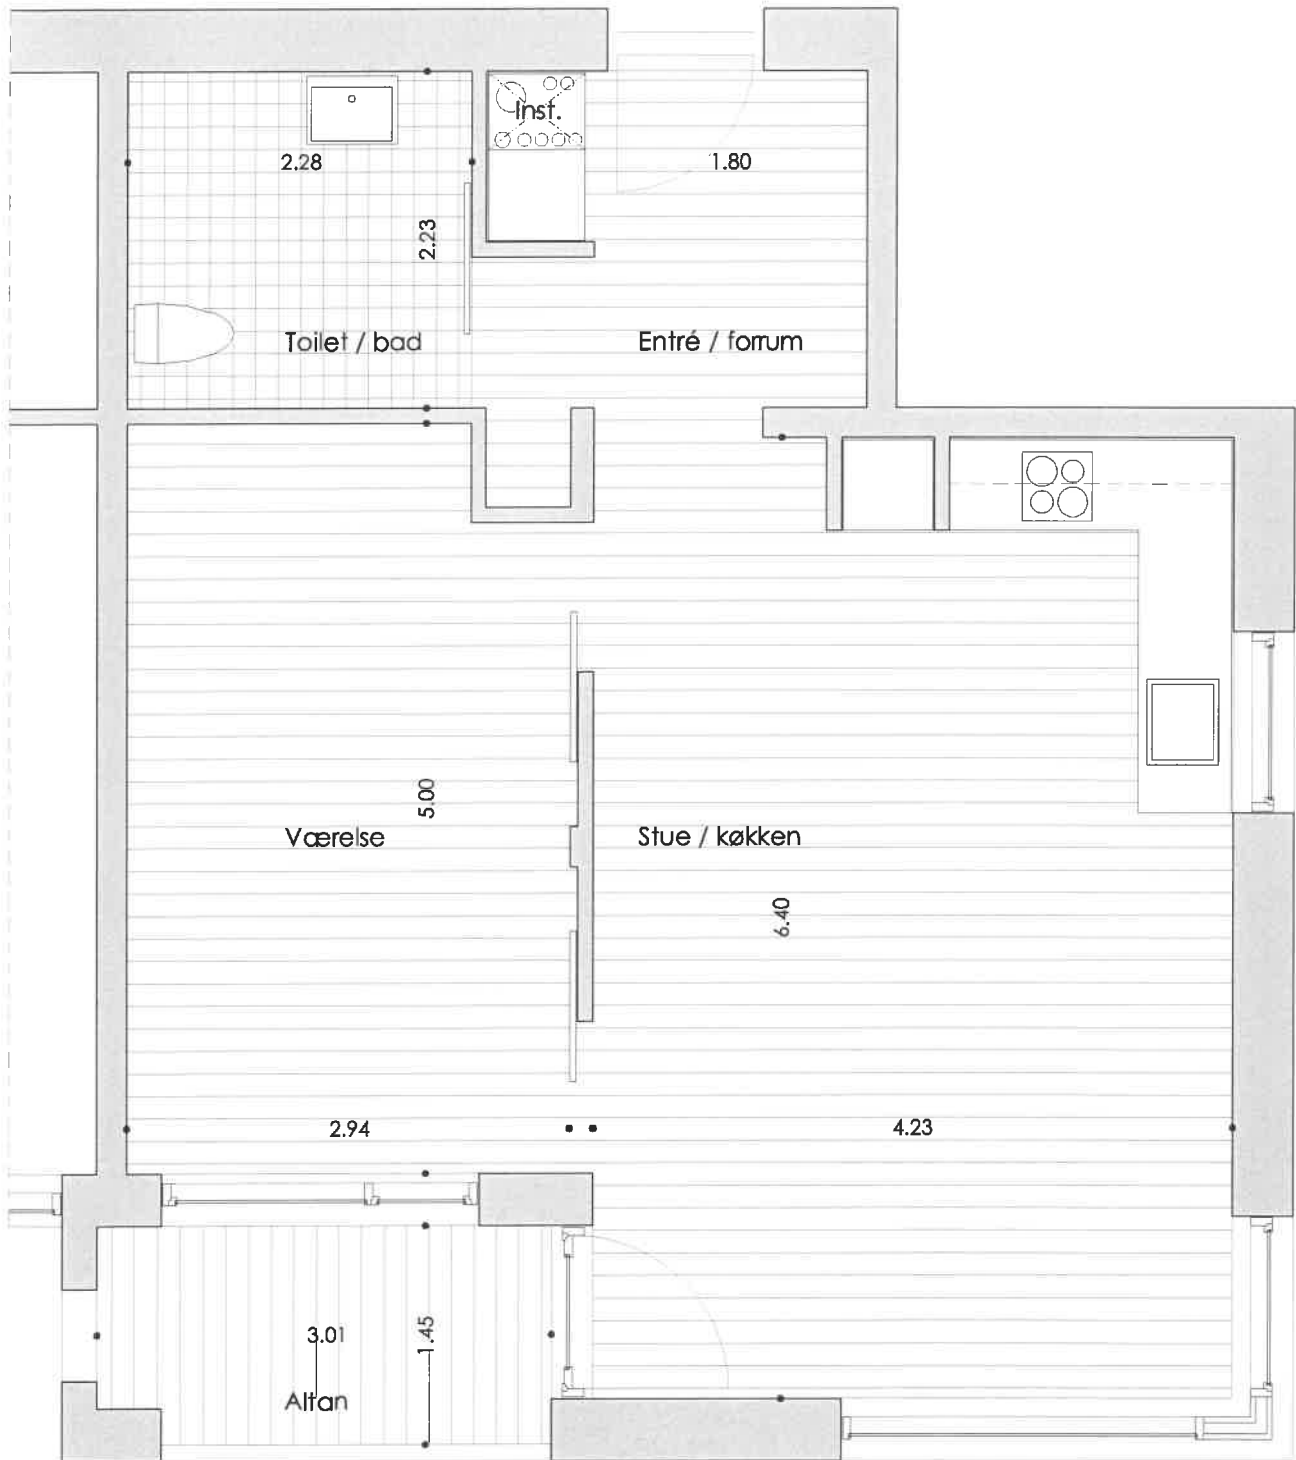 Inst.
2.28
1.80
2.23
Toilet / bad
Entré / forrum
5.00
Værelse
Stue / køkken
6.40
2.94
4.23
3.01
1.45
Altan